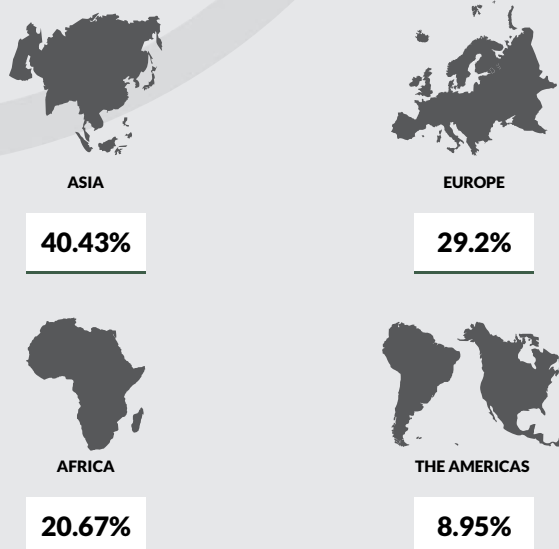 ASIA
40.43%
EUROPE
29.2%
AFRICA
20.67%
THE AMERICAS
8.95%